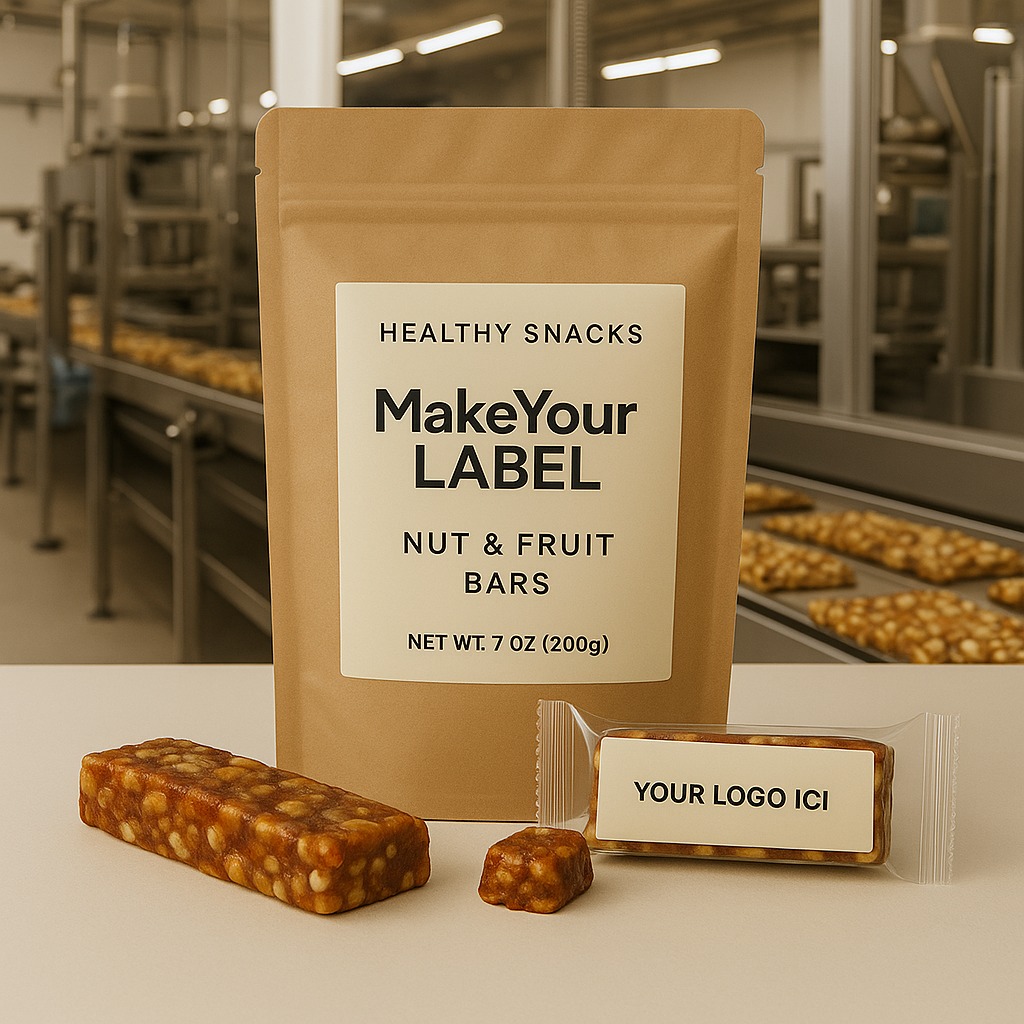 HEALTHY SNACKS
MakeYour
LABEL
NUT & FRUIT
BARS
NET WT. 7 OZ (200g)
YOUR LOGO ICI